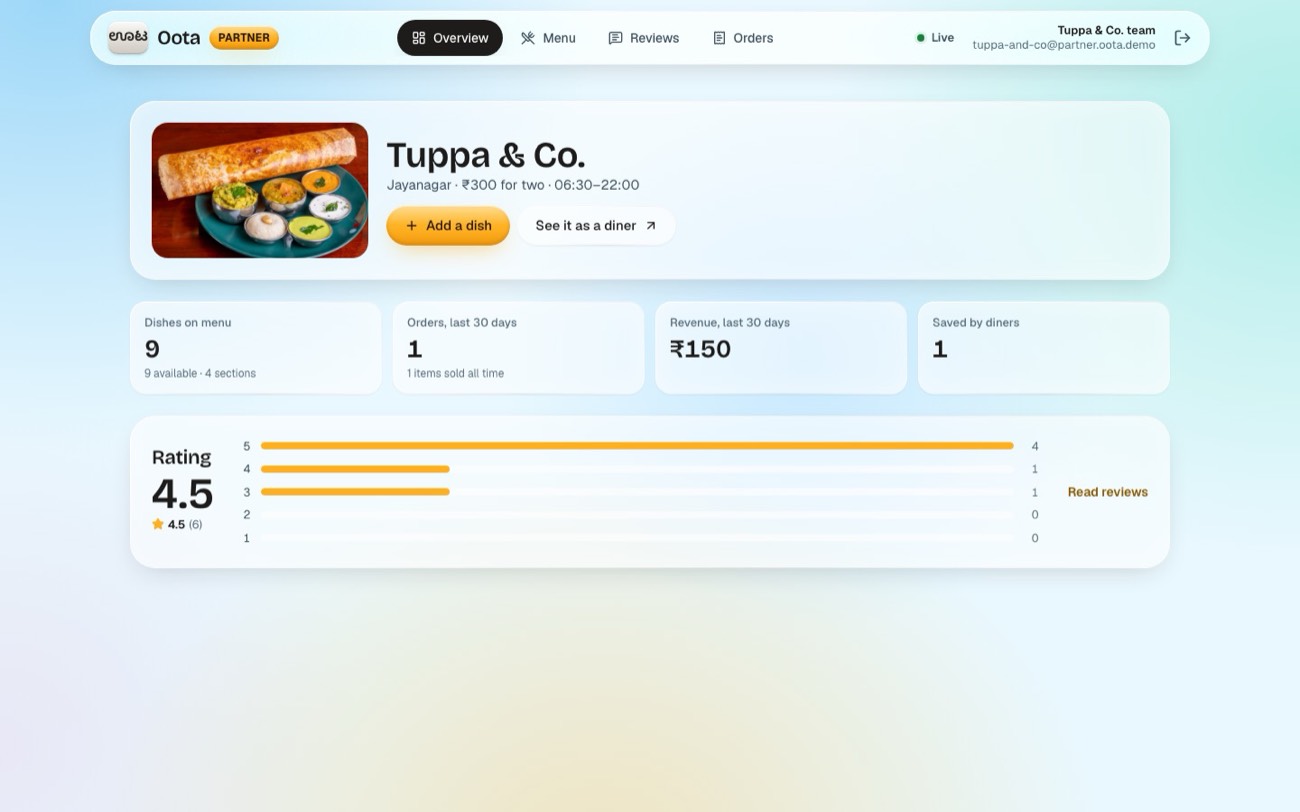 ಊಟ Oota PARTNER
Overview Menu Reviews Orders
Live
Tuppa & Co. team
tuppa-and-co@partner.oota.demo
Tuppa & Co.
Jayanagar · ₹300 for two · 06:30–22:00
+ Add a dish
See it as a diner ↗
Dishes on menu
9
9 available · 4 sections
Orders, last 30 days
1
1 items sold all time
Revenue, last 30 days
₹150
Saved by diners
1
Rating
4.5
★ 4.5 (6)
5 4
4 1
3 1
2 0
1 0
Read reviews